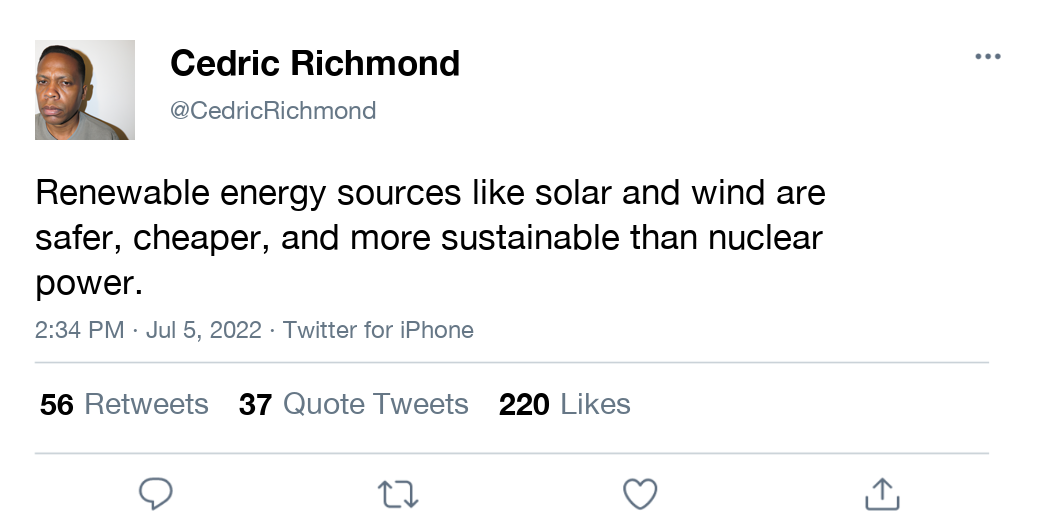 Cedric Richmond
@CedricRichmond
Renewable energy sources like solar and wind are
safer, cheaper, and more sustainable than nuclear
power.
2:34 PM · Jul 5, 2022 · Twitter for iPhone
56 Retweets 37 Quote Tweets 220 Likes